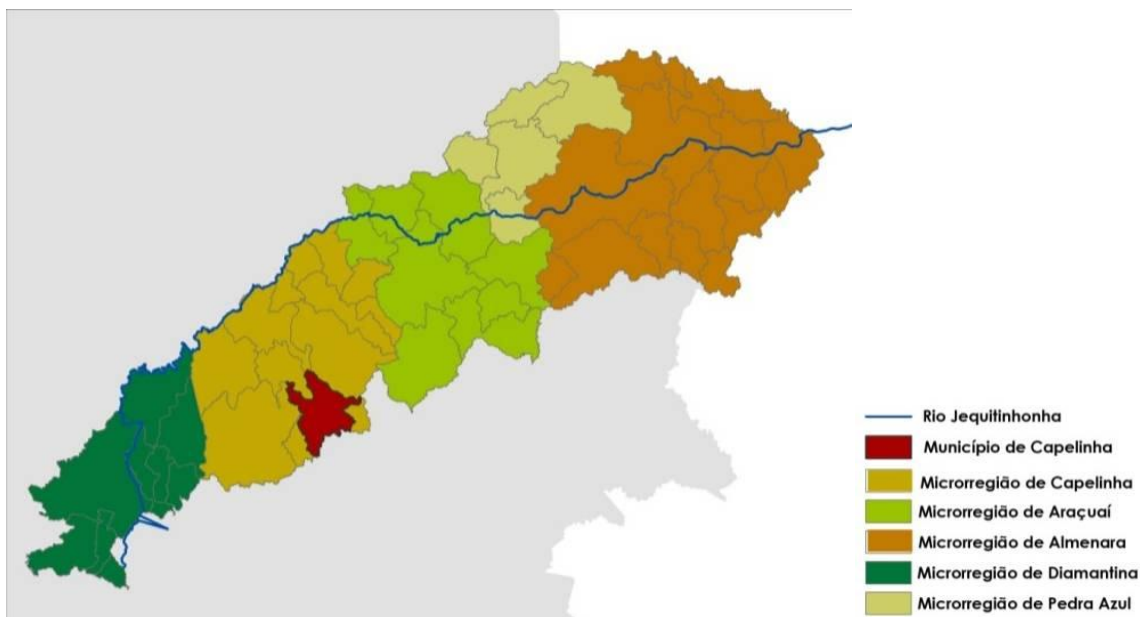 Rio Jequitinhonha
Município de Capelinha
Microrregião de Capelinha
Microrregião de Araçuaí
Microrregião de Almenara
Microrregião de Diamantina
Microrregião de Pedra Azul